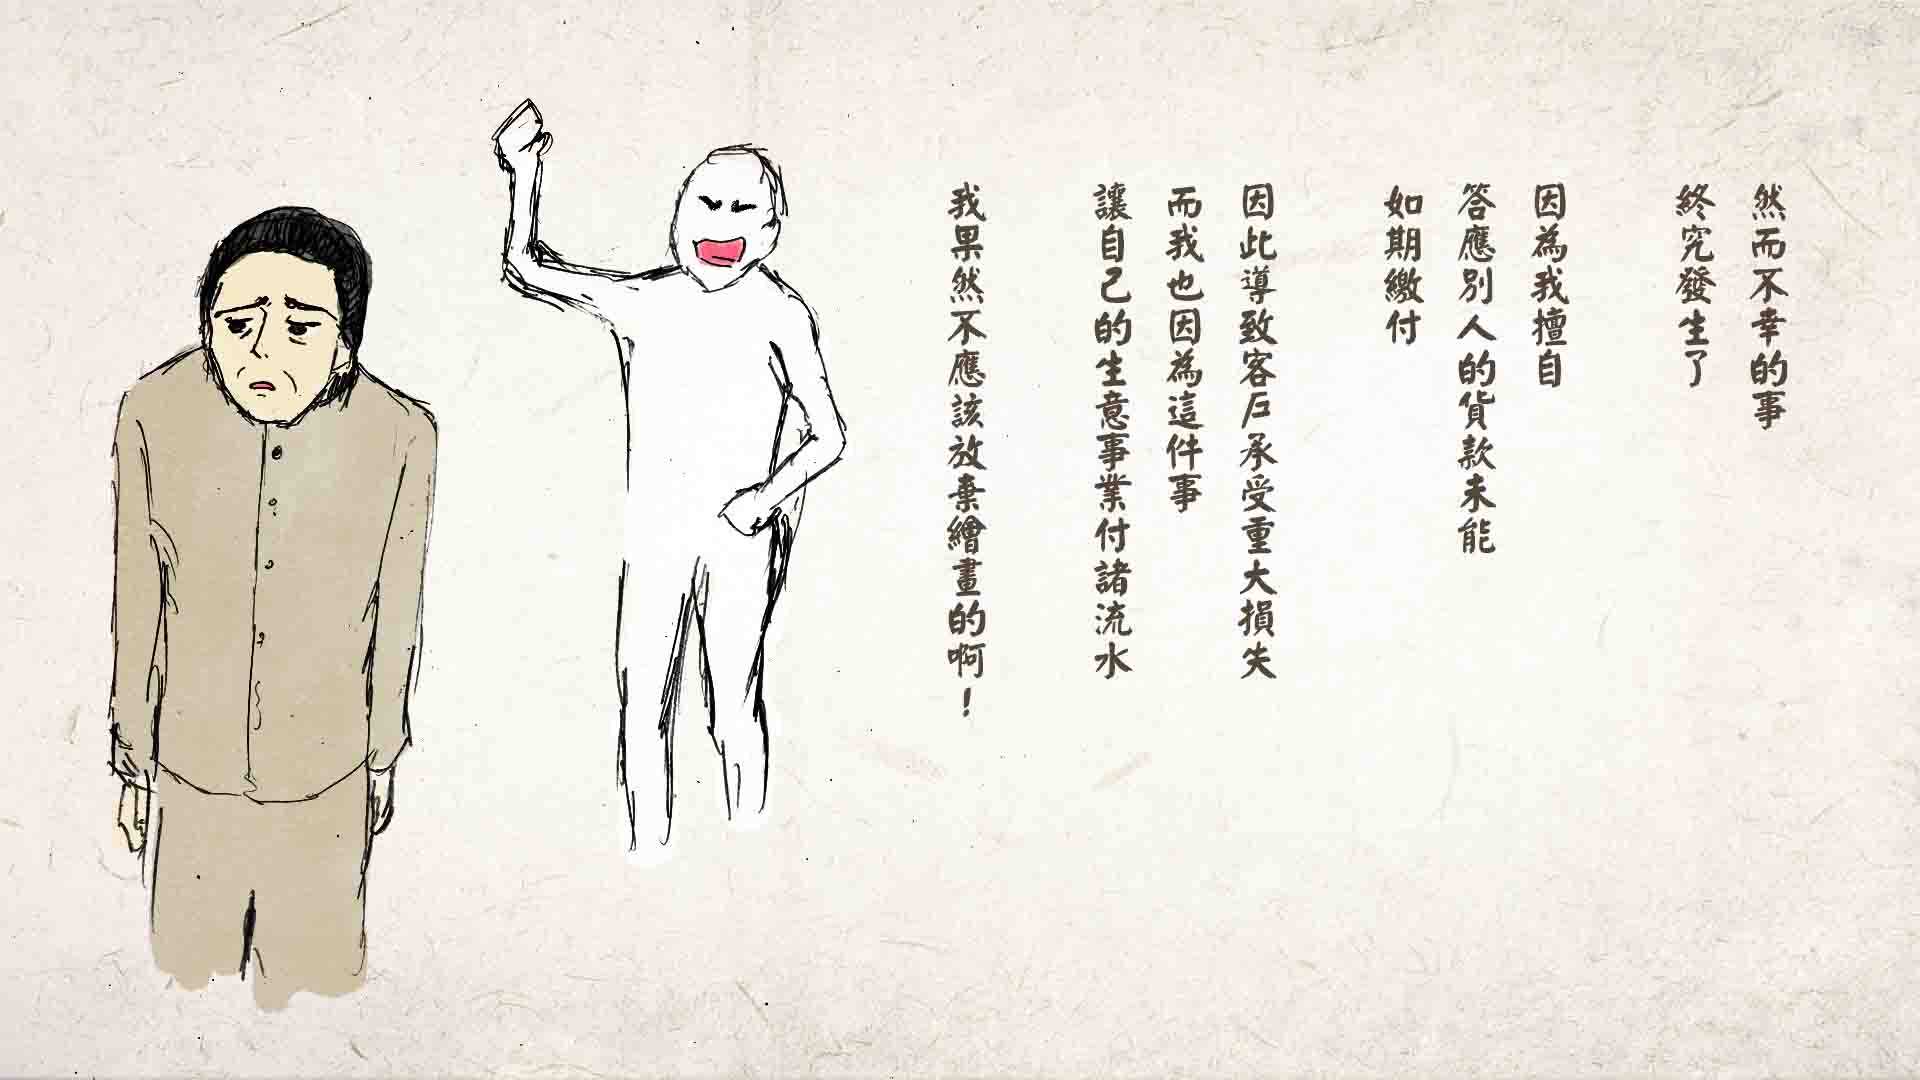 然而不幸的事
終究發生了
因為我擅自
答應別人的貨款未能
如期繳付
因此導致客戶承受重大損失
而我也因為這件事
讓自己的生意事業付諸流水
我果然不應該放棄繪畫的啊！